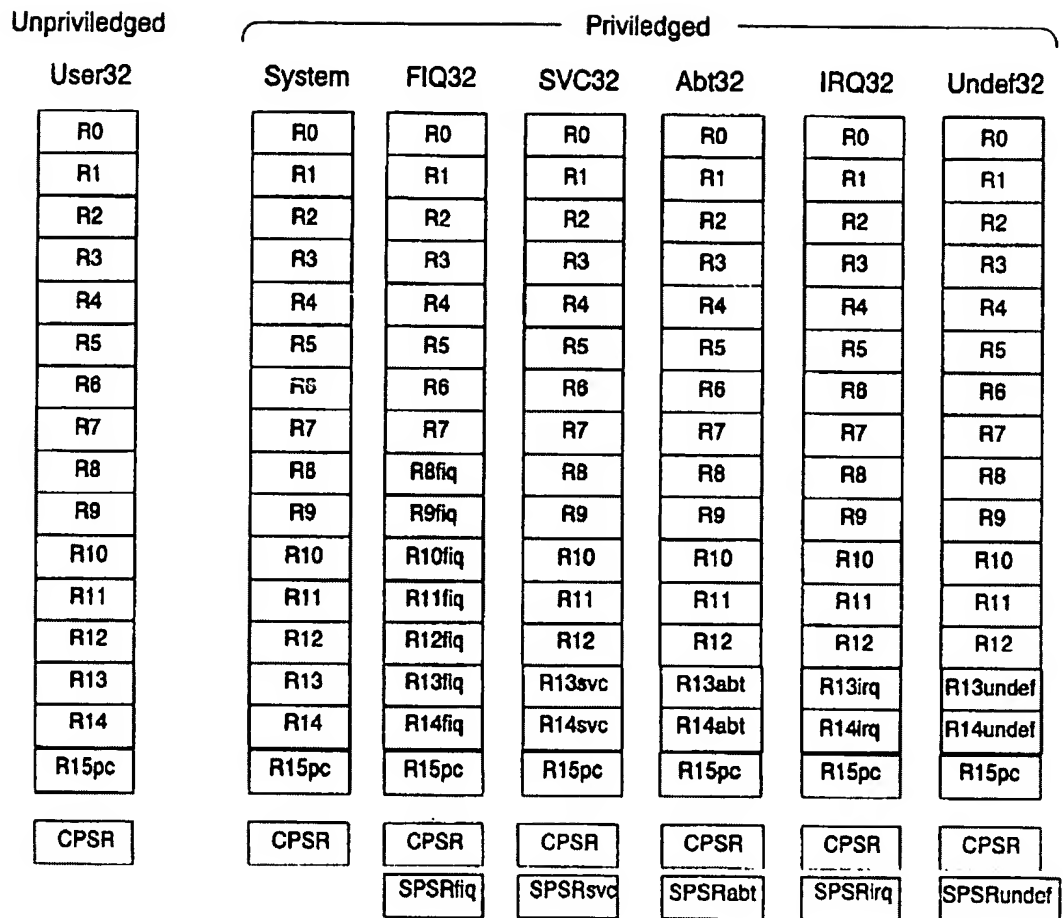 Unpriviledged Priviledged
User32 System FIQ32 SVC32 Abt32 IRQ32 Undef32
R0 R0 R0 R0 R0 R0 R0
R1 R1 R1 R1 R1 R1 R1
R2 R2 R2 R2 R2 R2 R2
R3 R3 R3 R3 R3 R3 R3
R4 R4 R4 R4 R4 R4 R4
R5 R5 R5 R5 R5 R5 R5
R6 R6 R6 R6 R6 R6 R6
R7 R7 R7 R7 R7 R7 R7
R8 R8 R8fiq R8 R8 R8 R8
R9 R9 R9fiq R9 R9 R9 R9
R10 R10 R10fiq R10 R10 R10 R10
R11 R11 R11fiq R11 R11 R11 R11
R12 R12 R12fiq R12 R12 R12 R12
R13 R13 R13fiq R13svc R13abt R13irq R13undef
R14 R14 R14fiq R14svc R14abt R14irq R14undef
R15pc R15pc R15pc R15pc R15pc R15pc R15pc
CPSR CPSR CPSR CPSR CPSR CPSR CPSR
SPSRfiq SPSRsvc SPSRabt SPSRirq SPSRundef